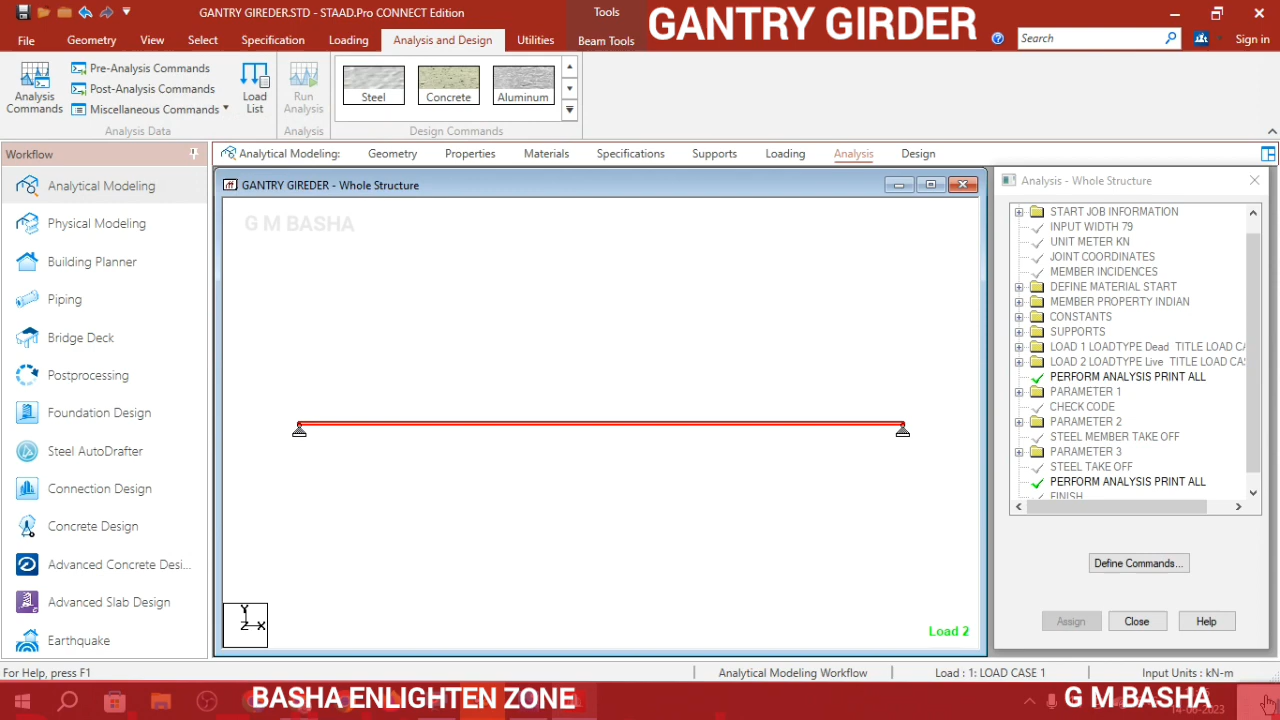 GANTRY GIREDER.STD - STAAD.Pro CONNECT Edition
Tools
GANTRY GIRDER
File Geometry View Select Specification Loading Analysis and Design Utilities Beam Tools
Search
Sign in
Analysis Commands
Pre-Analysis Commands
Post-Analysis Commands
Miscellaneous Commands
Load List
Run Analysis
Steel Concrete Aluminum
Analysis Data Analysis Design Commands
Workflow
Analytical Modeling: Geometry Properties Materials Specifications Supports Loading Analysis Design
Analytical Modeling
Physical Modeling
Building Planner
Piping
Bridge Deck
Postprocessing
Foundation Design
Steel AutoDrafter
Connection Design
Concrete Design
Advanced Concrete Desi...
Advanced Slab Design
Earthquake
GANTRY GIREDER - Whole Structure
G M BASHA
Y
Z X
Load 2
Analysis - Whole Structure
START JOB INFORMATION
INPUT WIDTH 79
UNIT METER KN
JOINT COORDINATES
MEMBER INCIDENCES
DEFINE MATERIAL START
MEMBER PROPERTY INDIAN
CONSTANTS
SUPPORTS
LOAD 1 LOADTYPE Dead TITLE LOAD CA
LOAD 2 LOADTYPE Live TITLE LOAD CAS
PERFORM ANALYSIS PRINT ALL
PARAMETER 1
CHECK CODE
PARAMETER 2
STEEL MEMBER TAKE OFF
PARAMETER 3
STEEL TAKE OFF
PERFORM ANALYSIS PRINT ALL
FINISH
Define Commands...
Assign Close Help
For Help, press F1
Analytical Modeling Workflow
Load : 1: LOAD CASE 1
Input Units : kN-m
BASHA ENLIGHTEN ZONE
G M BASHA
14-06-2023